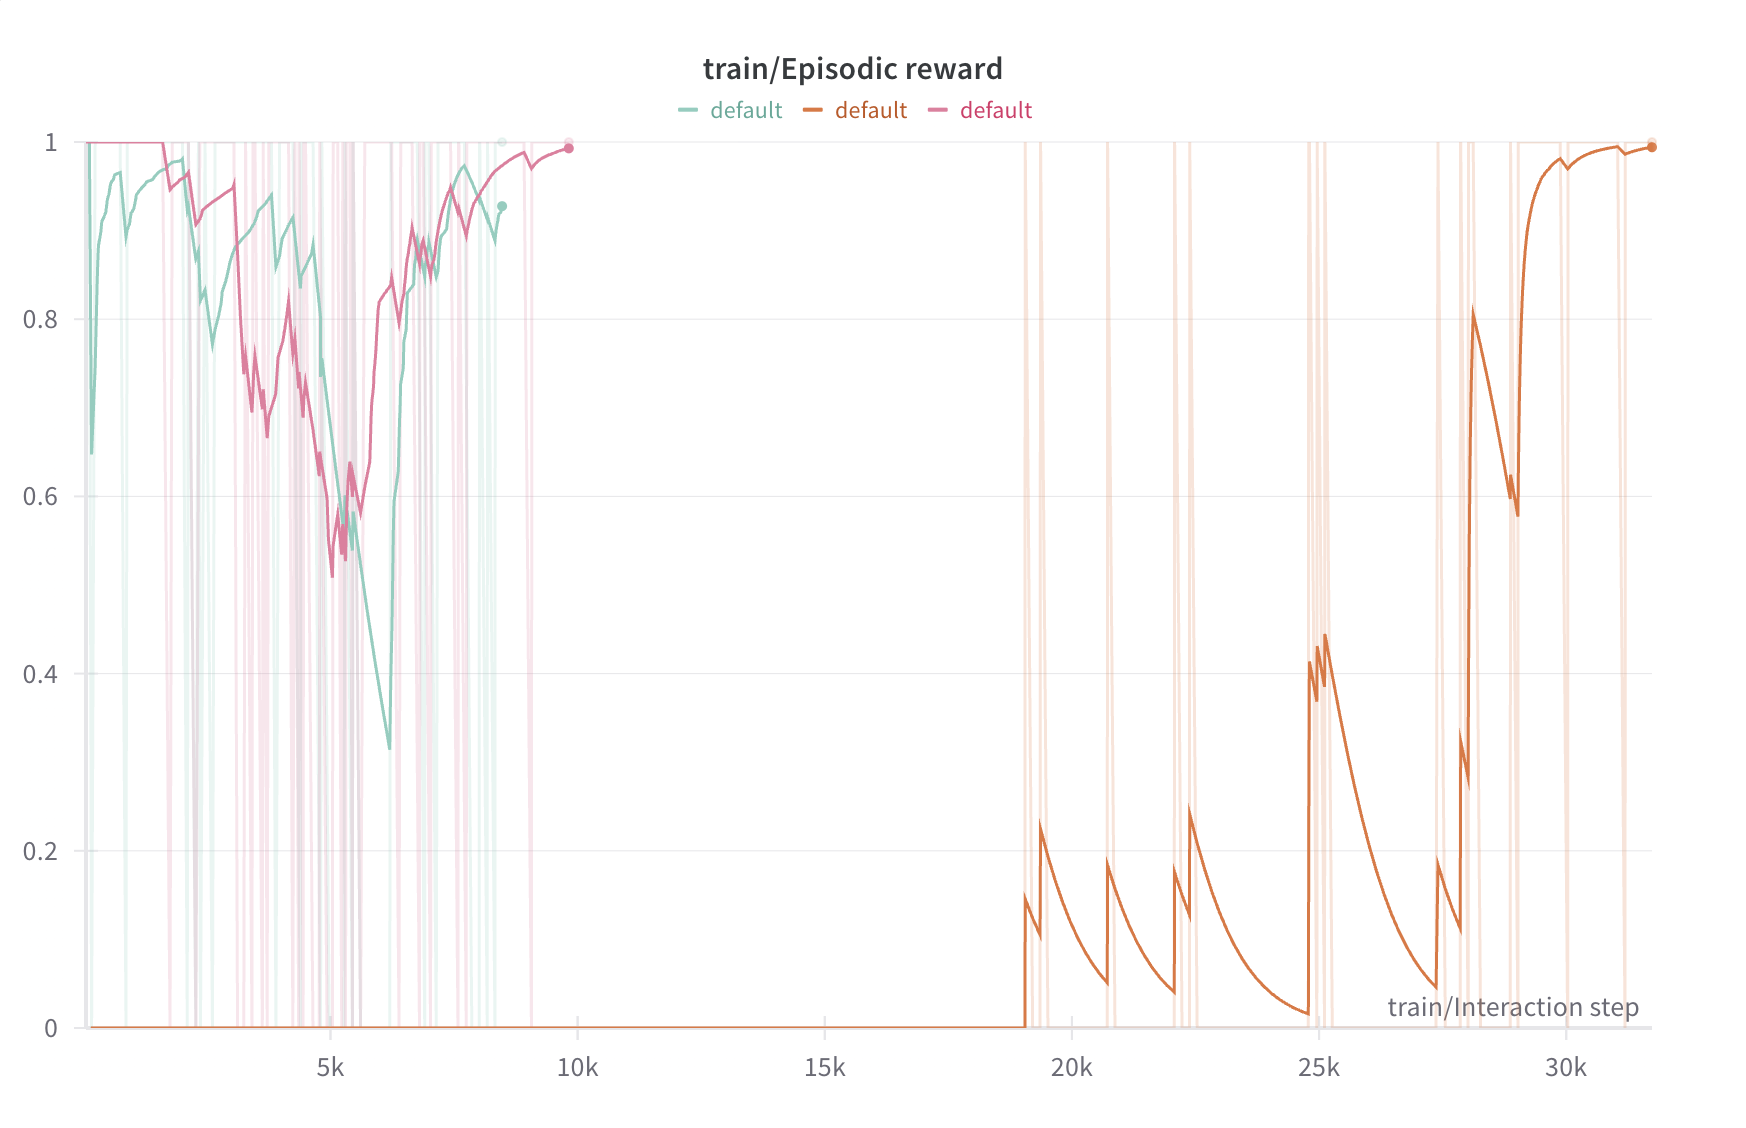 train/Episodic reward
default default default
1
0.8
0.6
0.4
0.2
0
train/Interaction step
5k 10k 15k 20k 25k 30k